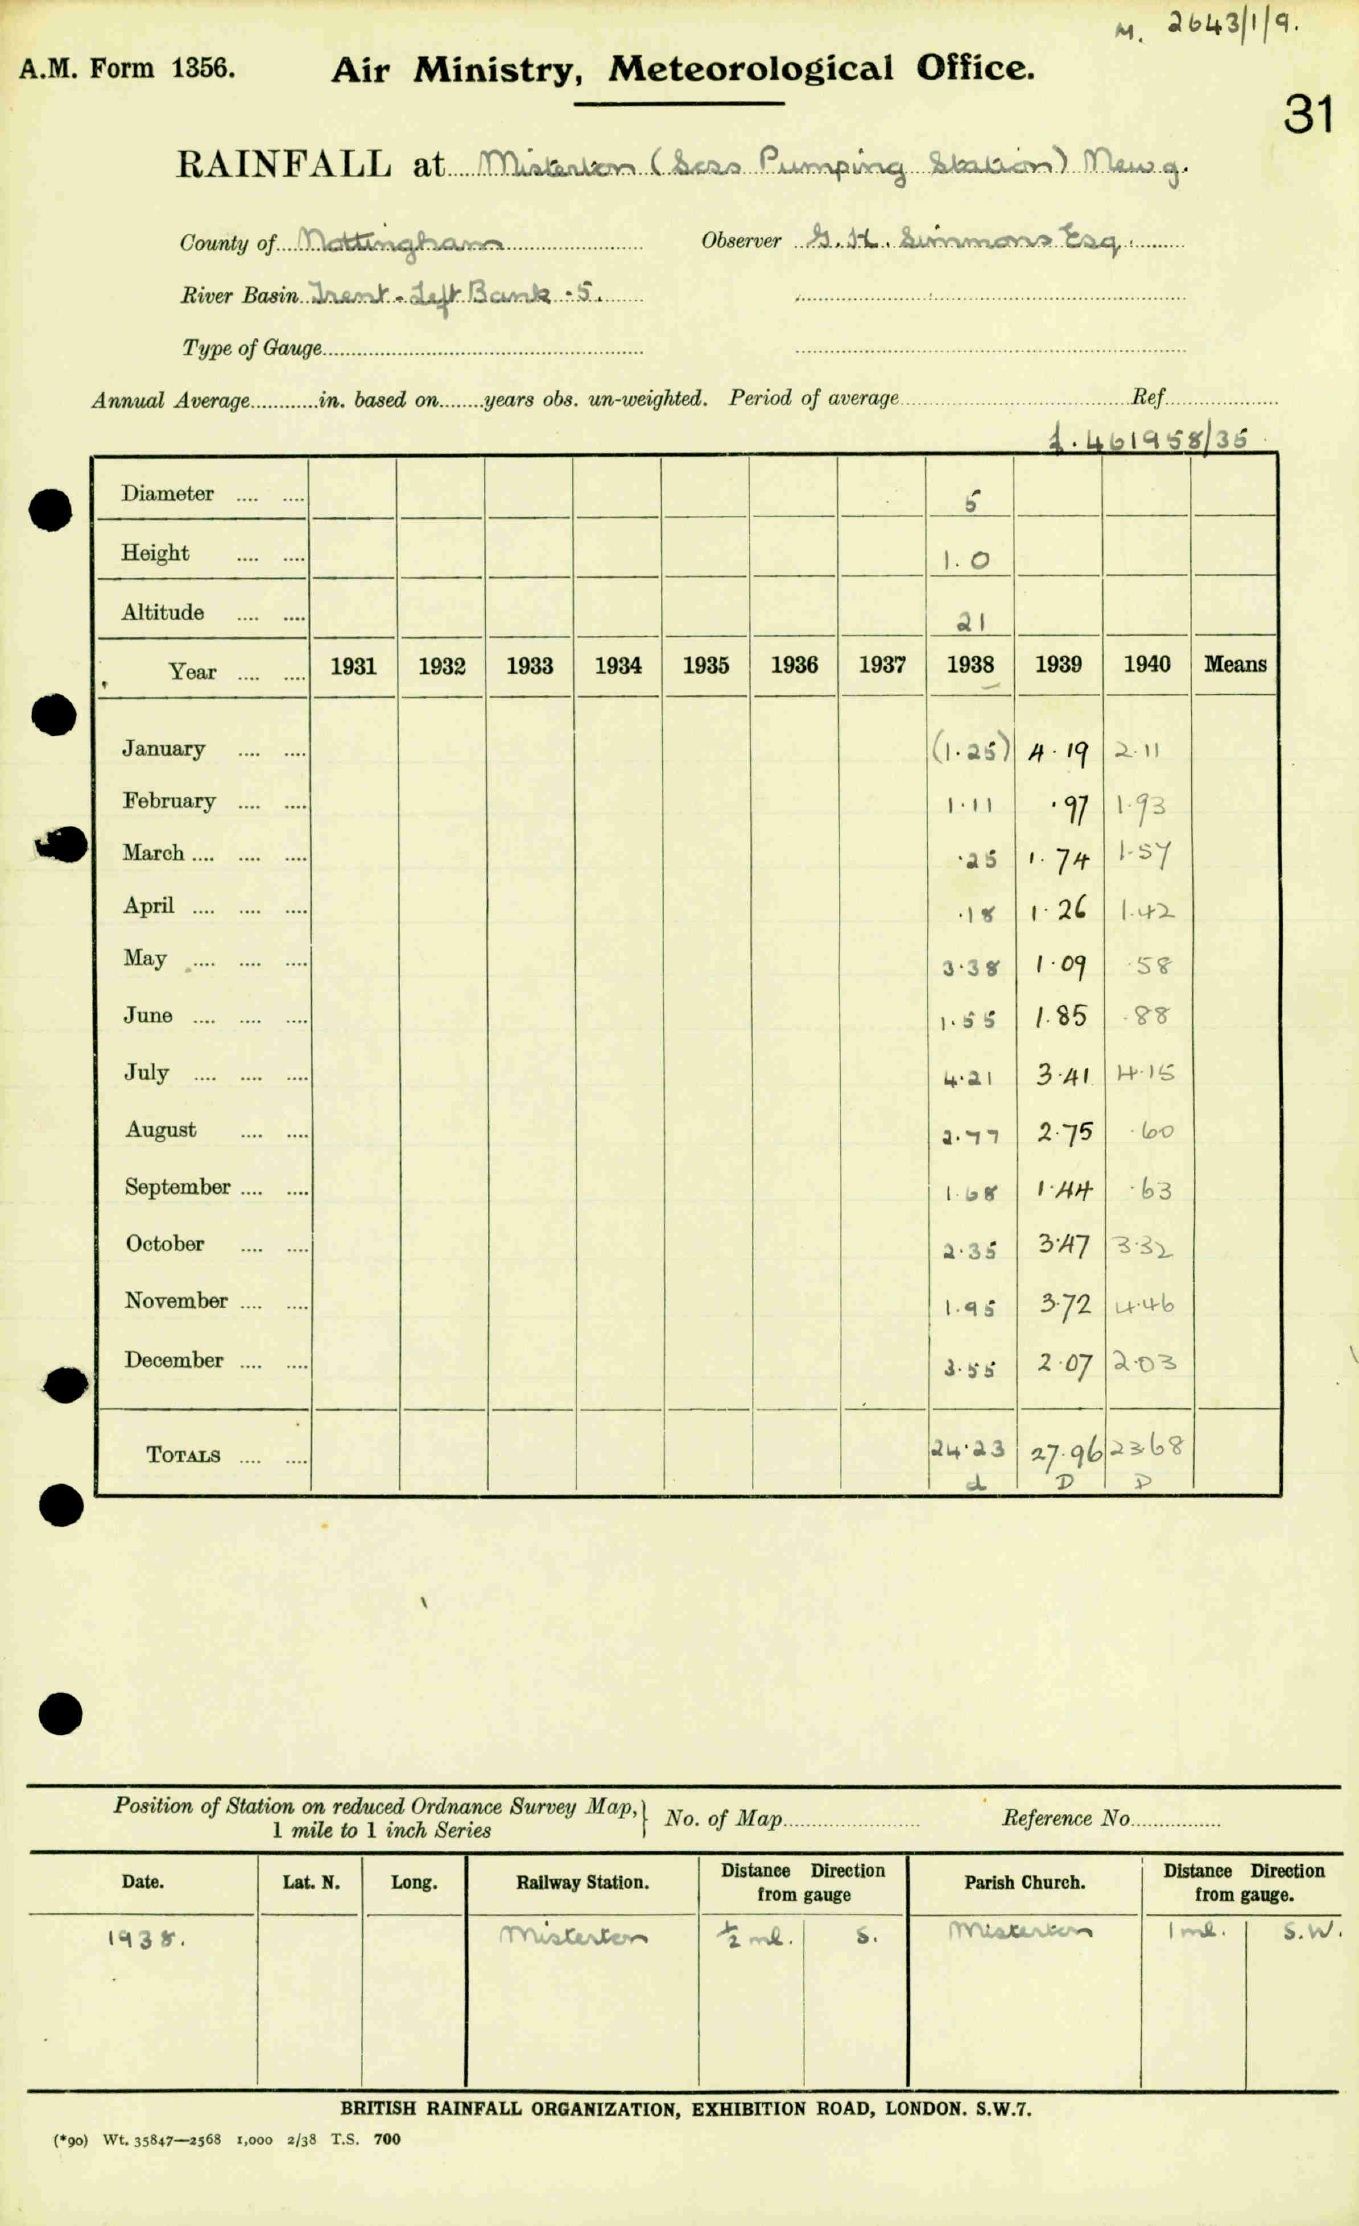 M. 2643/1/9.
A.M. Form 1356. Air Ministry, Meteorological Office.
31
RAINFALL at Misterton (Soss Pumping Station) New g.
County of Nottingham Observer G. H. Simmons Esq.
River Basin Trent - Left Bank - 5.
Type of Gauge
Annual Average in. based on years obs. un-weighted. Period of average Ref
f. 461958/35
Diameter 5
Height 1.0
Altitude 21
Year 1931 1932 1933 1934 1935 1936 1937 1938 1939 1940 Means
January (1.25) 4.19 2.11
February 1.11 .97 1.93
March .25 1.74 1.57
April .18 1.26 1.42
May 3.38 1.09 .58
June 1.55 1.85 .88
July 4.21 3.41 4.15
August 2.77 2.75 .60
September 1.68 1.44 .63
October 2.35 3.47 3.32
November 1.95 3.72 4.46
December 3.55 2.07 2.03
TOTALS 24.23 27.96 23.68
d D D
Position of Station on reduced Ordnance Survey Map, } No. of Map Reference No
1 mile to 1 inch Series
Date. Lat. N. Long. Railway Station. Distance Direction from gauge Parish Church. Distance Direction from gauge.
1938. Misterton ½ ml. S. Misterton 1 ml. S.W.
BRITISH RAINFALL ORGANIZATION, EXHIBITION ROAD, LONDON. S.W.7.
(*90) Wt. 35847—2568 1,000 2/38 T.S. 700